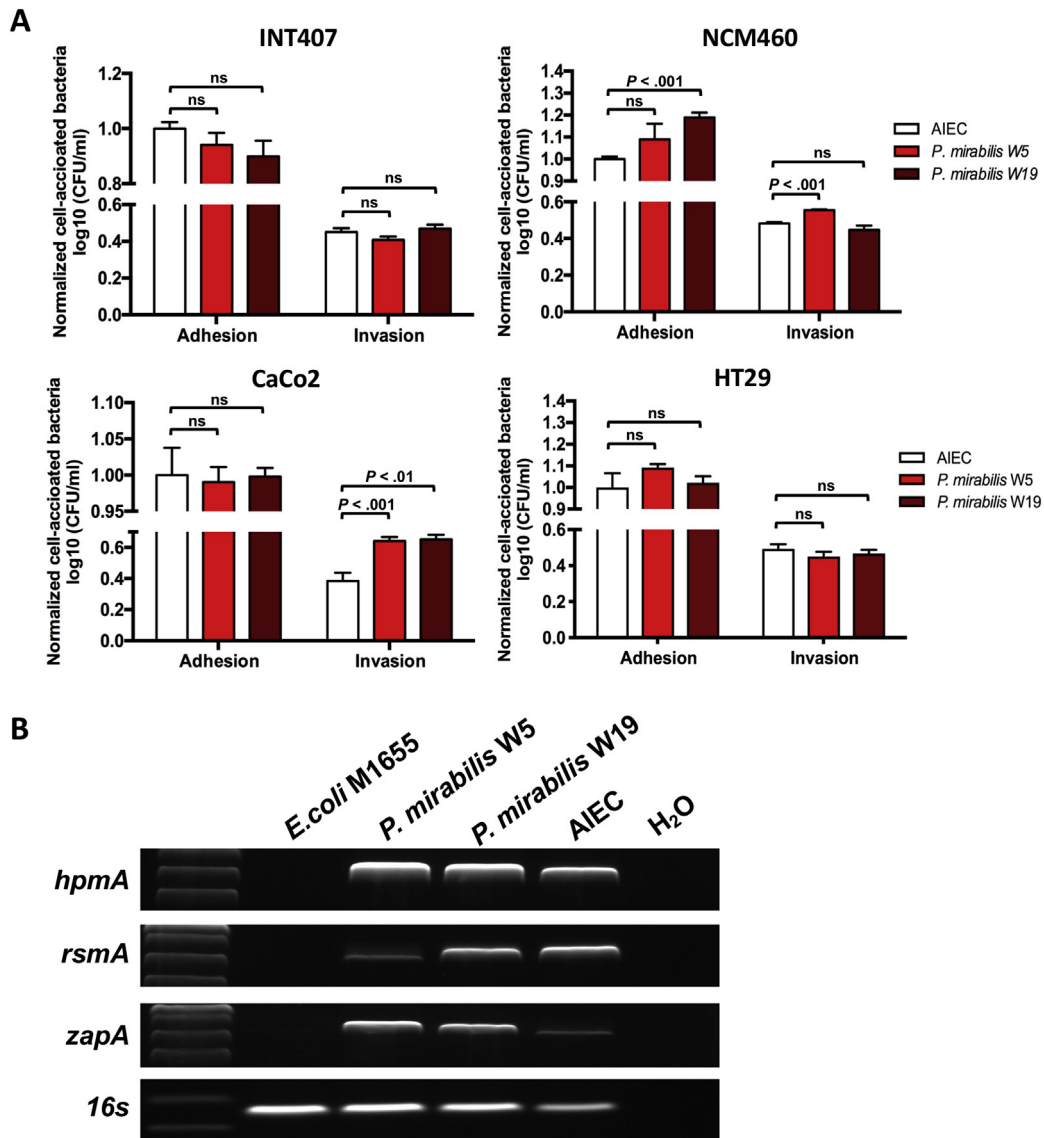 A
INT407
Normalized cell-accioated bacteria
log10 (CFU/ml)
1.2
1.0
0.8
0.6
0.4
0.2
0.0
ns
ns
ns
ns
Adhesion
Invasion
NCM460
Normalized cell-accioated bacteria
log10 (CFU/ml)
1.4
1.3
1.2
1.1
1.0
0.9
0.6
0.4
0.2
0.0
P < .001
ns
ns
P < .001
Adhesion
Invasion
AIEC
P. mirabilis W5
P. mirabilis W19
CaCo2
Normalized cell-accioated bacteria
log10 (CFU/ml)
1.10
1.05
1.00
0.95
0.6
0.4
0.2
0.0
ns
ns
P < .01
P < .001
Adhesion
Invasion
HT29
Normalized cell-accioated bacteria
log10 (CFU/ml)
1.4
1.3
1.2
1.1
1.0
0.9
0.6
0.4
0.2
0.0
ns
ns
ns
ns
Adhesion
Invasion
AIEC
P. mirabilis W5
P. mirabilis W19
B
E.coli M1655
P. mirabilis W5
P. mirabilis W19
AIEC
H₂O
hpmA
rsmA
zapA
16s